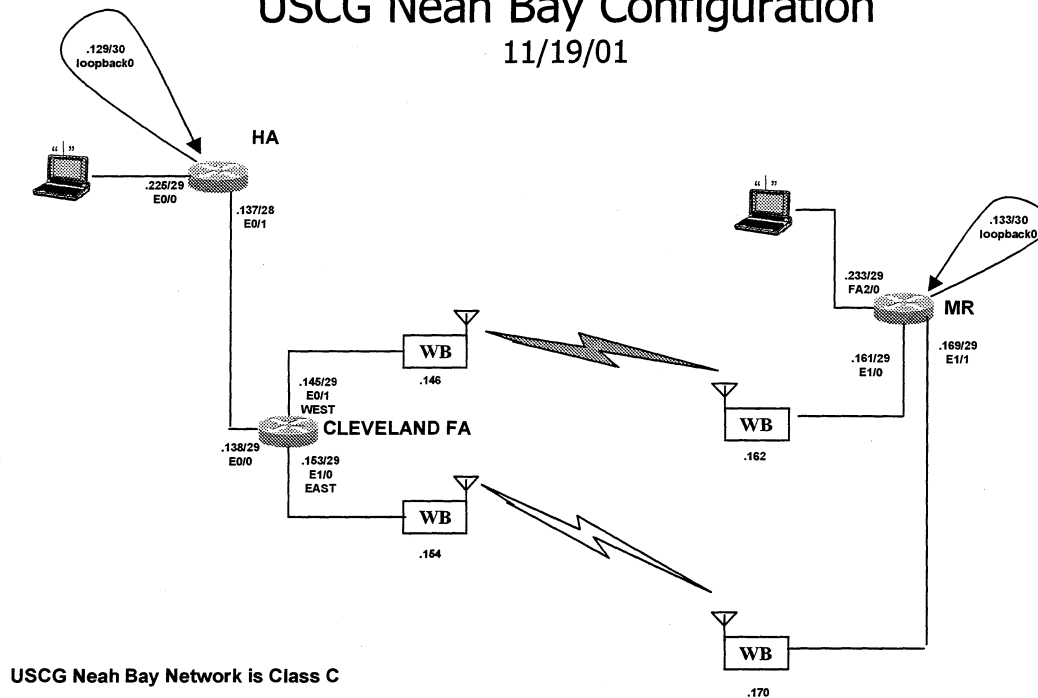 USCG Neah Bay Configuration
11/19/01
.129/30
loopback0
HA
“ | ”
.225/29
E0/0
.137/28
E0/1
“ | ”
.133/30
loopback0
.233/29
FA2/0
MR
.161/29
E1/0
.169/29
E1/1
WB
.146
.145/29
E0/1
WEST
WB
.162
CLEVELAND FA
.138/29
E0/0
.153/29
E1/0
EAST
WB
.154
WB
.170
USCG Neah Bay Network is Class C